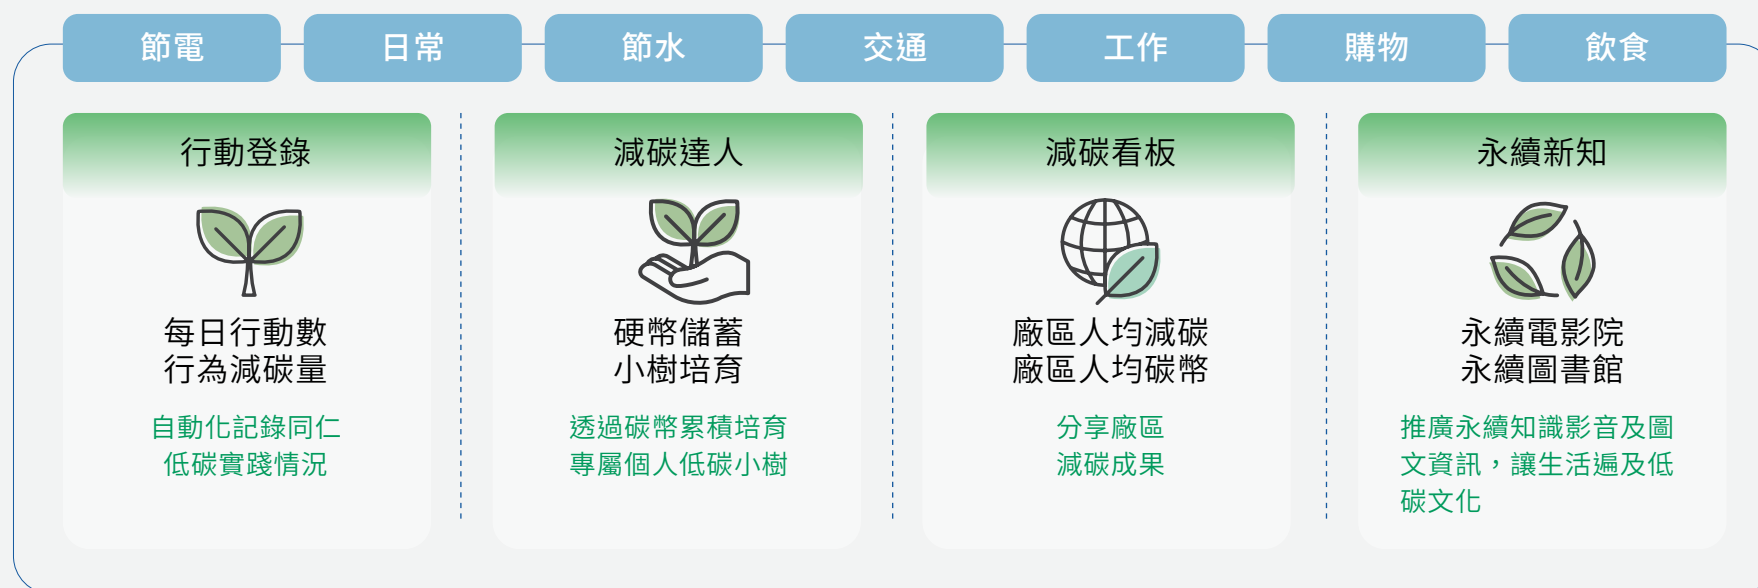 節電
日常
節水
交通
工作
購物
飲食
行動登錄
每日行動數
行為減碳量
自動化記錄同仁
低碳實踐情況
減碳達人
硬幣儲蓄
小樹培育
透過碳幣累積培育
專屬個人低碳小樹
減碳看板
廠區人均減碳
廠區人均碳幣
分享廠區
減碳成果
永續新知
永續電影院
永續圖書館
推廣永續知識影音及圖
文資訊，讓生活遍及低
碳文化